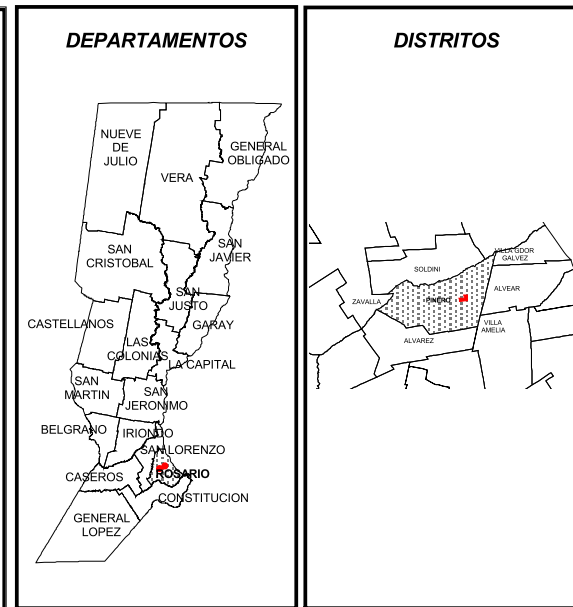 DEPARTAMENTOS
NUEVE
DE
JULIO
VERA
GENERAL
OBLIGADO
SAN
CRISTOBAL
SAN
JAVIER
SAN
JUSTO
CASTELLANOS
LAS
COLONIAS
GARAY
LA CAPITAL
SAN
MARTIN
SAN
JERONIMO
BELGRANO
IRIONDO
SAN LORENZO
CASEROS
ROSARIO
CONSTITUCION
GENERAL
LOPEZ
DISTRITOS
VILLA GDOR
GALVEZ
SOLDINI
ALVEAR
ZAVALLA
PIÑERO
VILLA
AMELIA
ALVAREZ